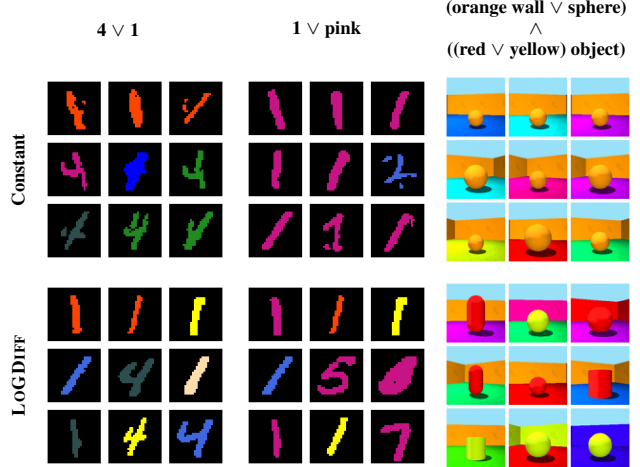 4 ∨ 1
1 ∨ pink
(orange wall ∨ sphere)
∧
((red ∨ yellow) object)
Constant
LOGDIFF